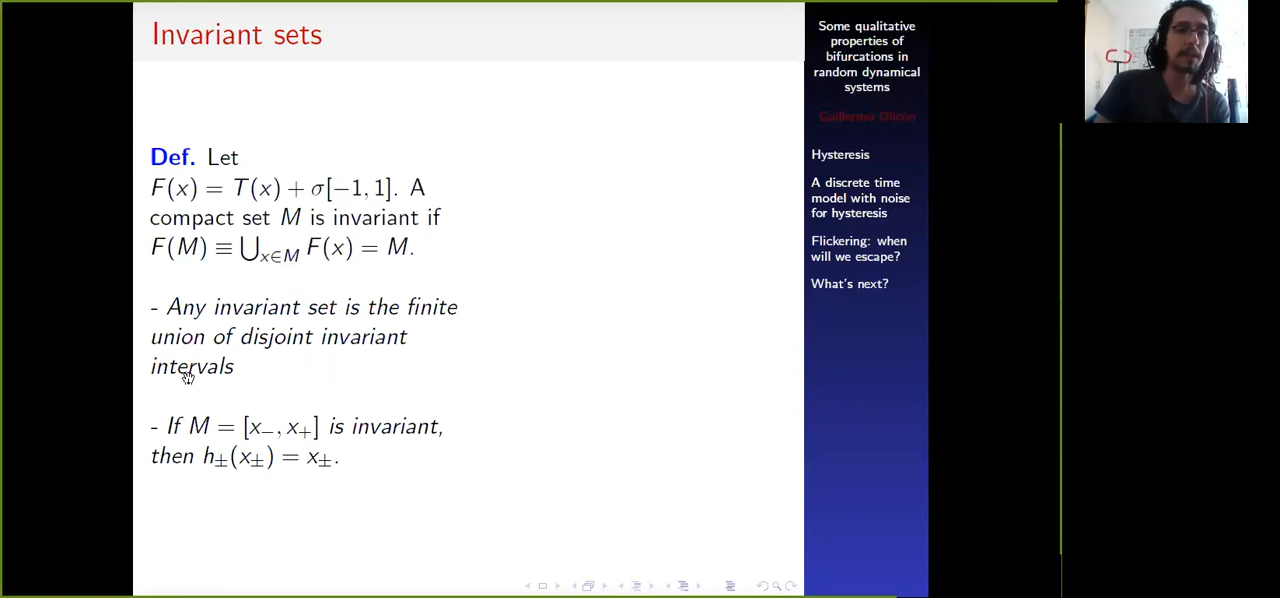 Invariant sets
Def. Let
F(x) = T(x) + σ[−1, 1]. A
compact set M is invariant if
F(M) ≡ ⋃ₓ∈M F(x) = M.
- Any invariant set is the finite
union of disjoint invariant
intervals
- If M = [x₋, x₊] is invariant,
then h±(x±) = x±.
Some qualitative
properties of
bifurcations in
random dynamical
systems
Guillermo Olicón
Hysteresis
A discrete time
model with noise
for hysteresis
Flickering: when
will we escape?
What's next?